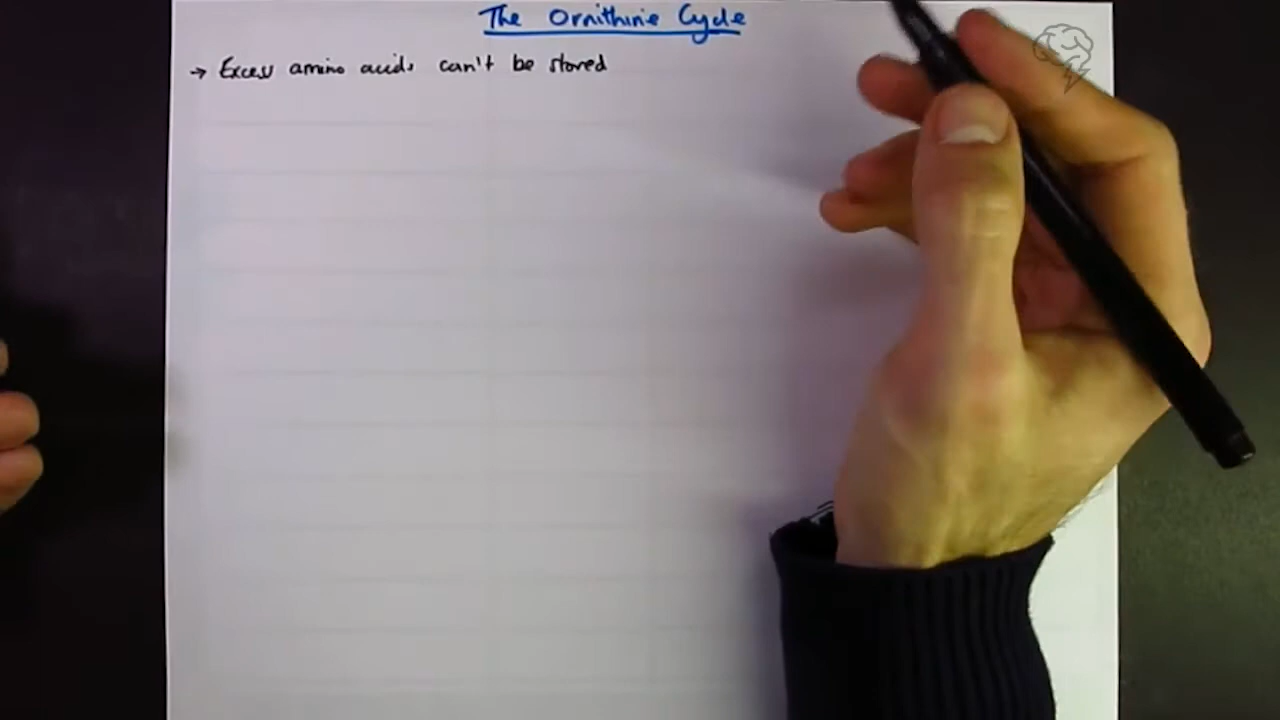 The Ornithine Cycle
→ Excess amino acids can't be stored